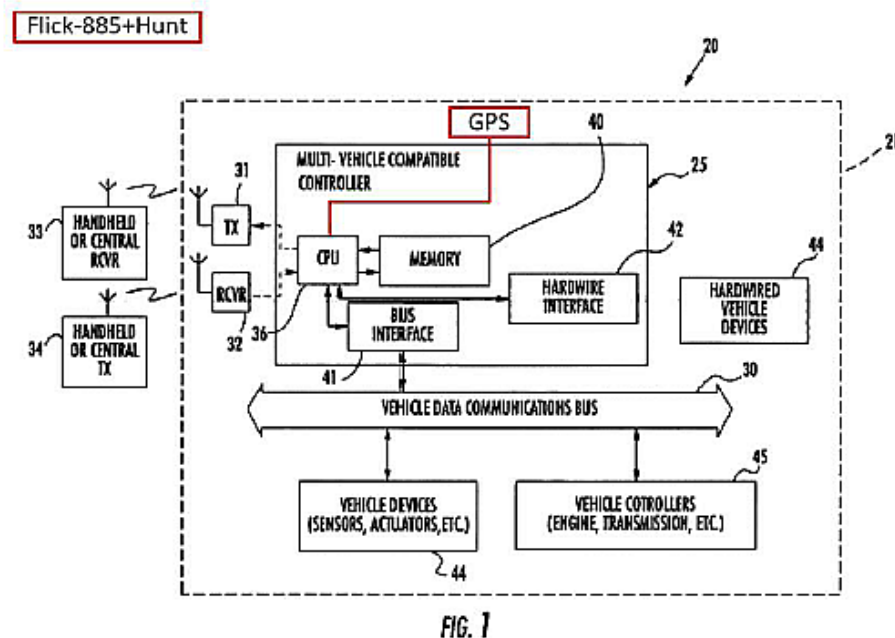 Flick-885+Hunt
20
GPS
40
21
MULTI- VEHICLE COMPATIBLE
CONTROLLER
31
25
TX
42
33
HANDHELD
OR CENTRAL
RCVR
CPU
MEMORY
44
RCVR
HARDWIRE
INTERFACE
HARDWIRED
VEHICLE
DEVICES
34
HANDHELD
OR CENTRAL
TX
32
36
BUS
INTERFACE
41
30
VEHICLE DATA COMMUNICATIONS BUS
45
VEHICLE DEVICES
(SENSORS, ACTUATORS,ETC.)
VEHICLE COTROLLERS
(ENGINE, TRANSMISSION, ETC.)
44
FIG. 1